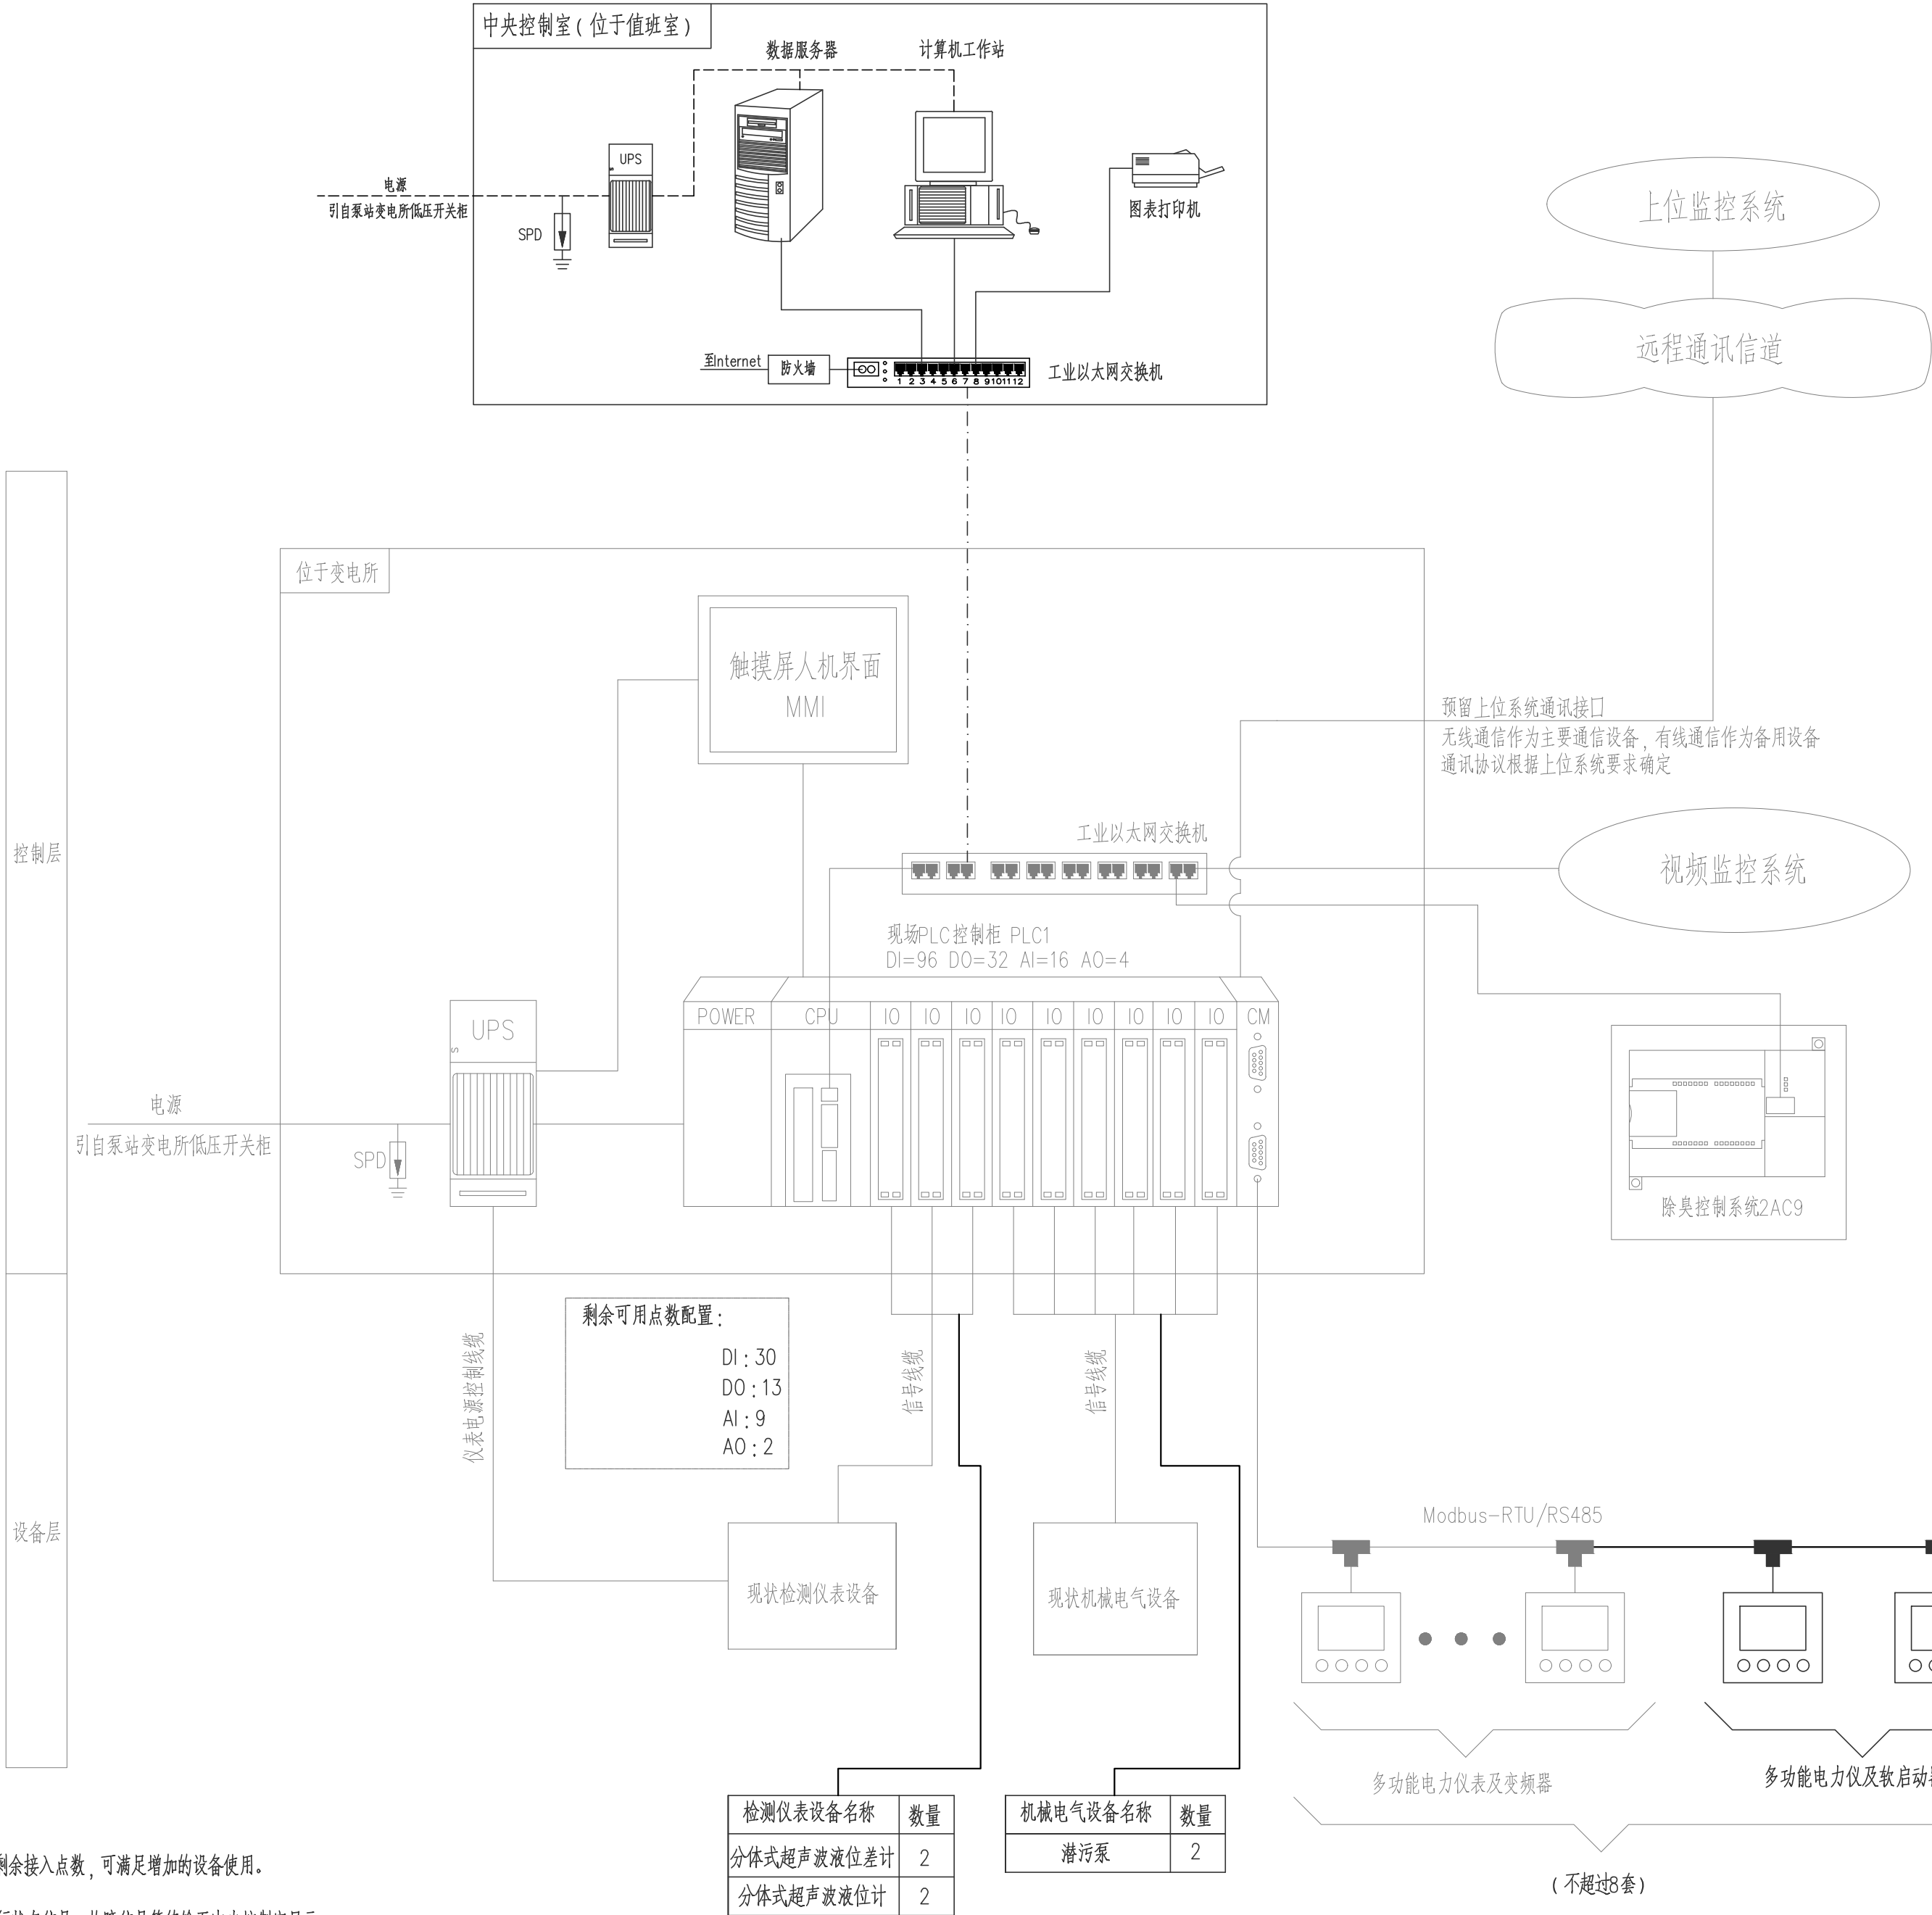 中央控制室(位于值班室)
数据服务器
计算机工作站
UPS
电源
引自泵站变电所低压开关柜
SPD
图表打印机
至Internet
防火墙
1 2 3 4 5 6 7 8 9 10 11 12
工业以太网交换机
上位监控系统
远程通讯信道
位于变电所
触摸屏人机界面
MMI
预留上位系统通讯接口
无线通信作为主要通信设备,有线通信作为备用设备
通讯协议根据上位系统要求确定
控制层
工业以太网交换机
视频监控系统
现场PLC控制柜 PLC1
DI=96 DO=32 AI=16 AO=4
UPS
S
POWER
CPU
IO IO IO IO IO IO IO IO IO
CM
电源
引自泵站变电所低压开关柜
SPD
除臭控制系统2AC9
剩余可用点数配置:
DI:30
DO:13
AI:9
AO:2
仪表电源控制线缆
信号线缆
信号线缆
设备层
Modbus-RTU/RS485
现状检测仪表设备
现状机械电气设备
多功能电力仪表及变频器
多功能电力仪及软启动
(不超过8套)
检测仪表设备名称 数量
分体式超声波液位差计 2
分体式超声波液位计 2
机械电气设备名称 数量
潜污泵 2
剩余接入点数,可满足增加的设备使用。